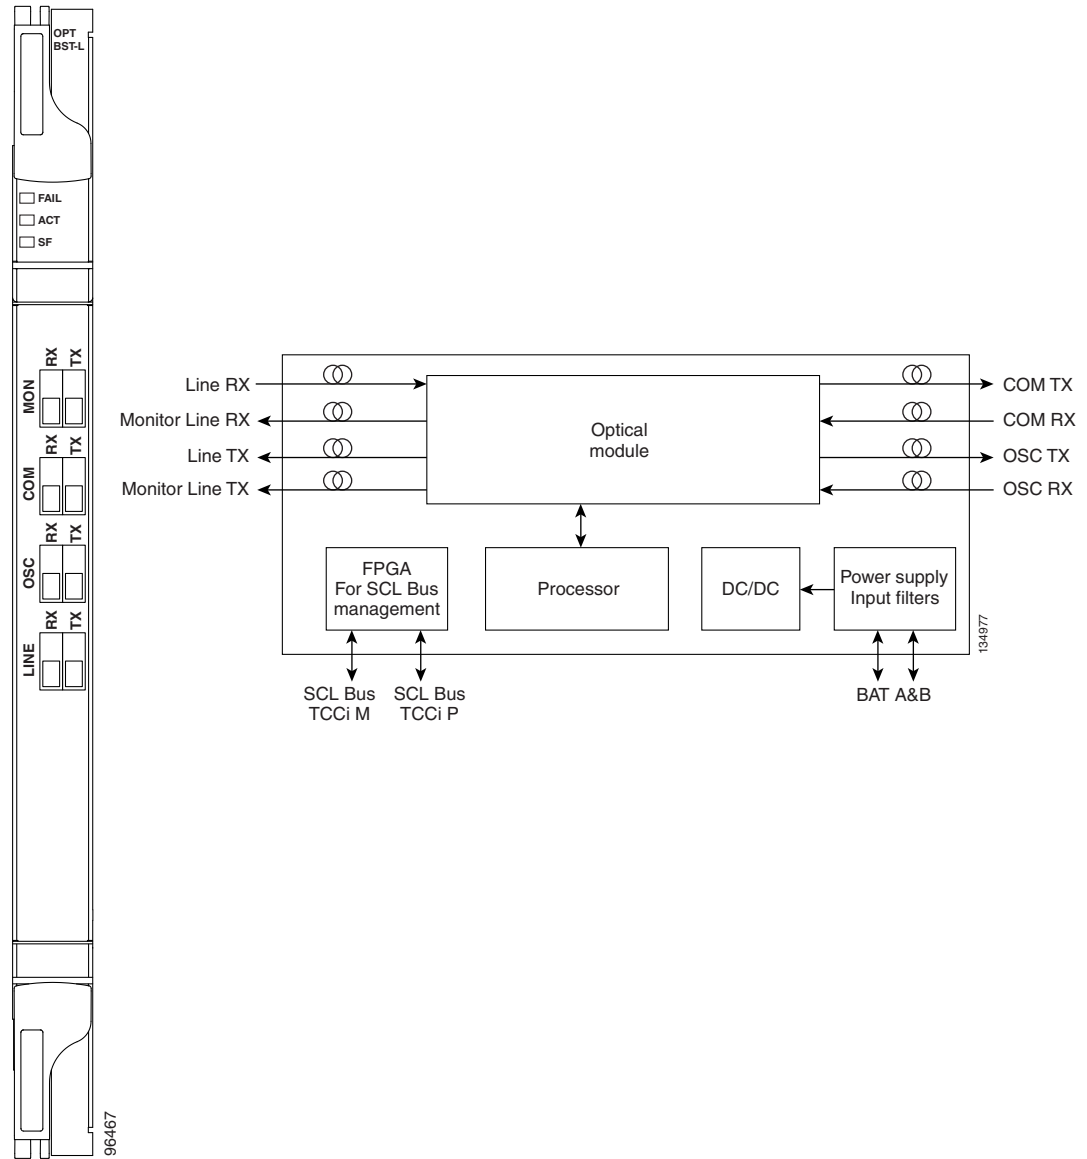 OPT
BST-L
FAIL
ACT
SF
RX
TX
MON
RX
TX
COM
RX
TX
OSC
RX
TX
LINE
96467
Line RX
Monitor Line RX
Line TX
Monitor Line TX
Optical
module
COM TX
COM RX
OSC TX
OSC RX
FPGA
For SCL Bus
management
Processor
DC/DC
Power supply
Input filters
134977
SCL Bus
TCCi M
SCL Bus
TCCi P
BAT A&B